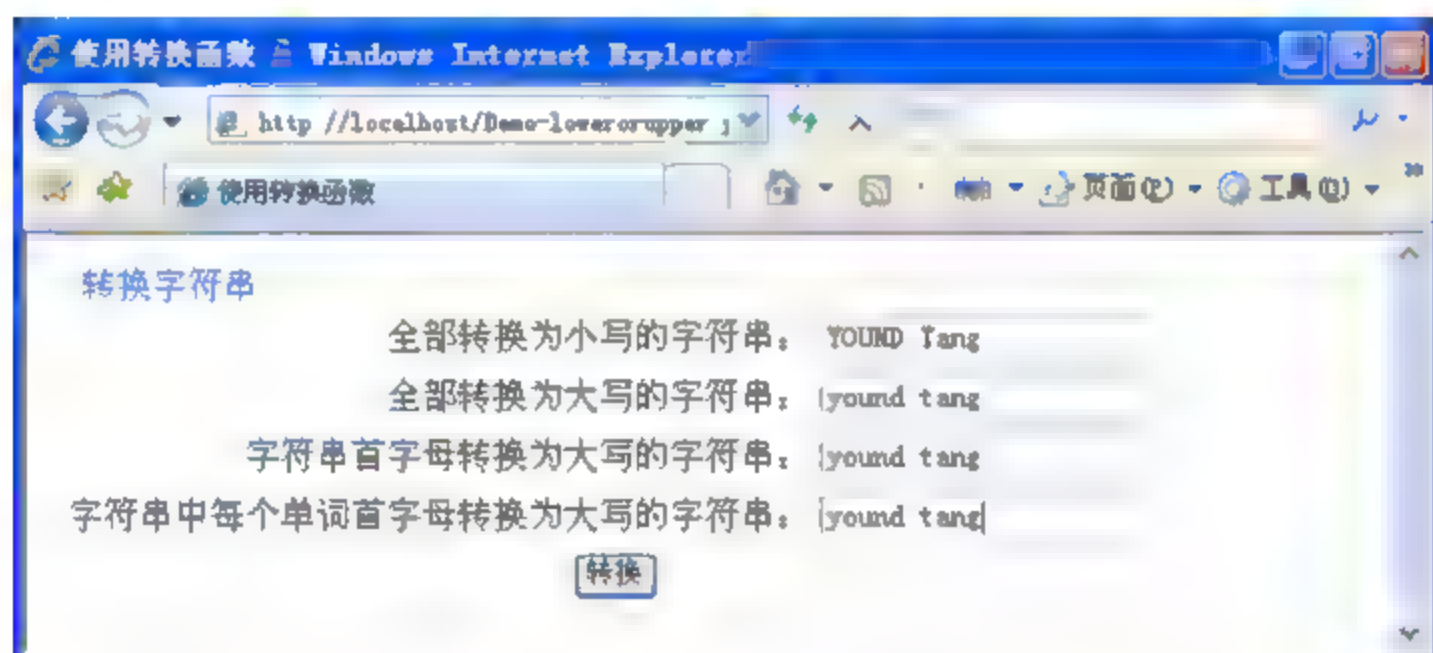 使用转换函数 - Windows Internet Explorer
http://localhost/Demo-lowerorupper
使用转换函数
页面(P)
工具(O)
转换字符串
全部转换为小写的字符串: YOUND Tang
全部转换为大写的字符串: yound tang
字符串首字母转换为大写的字符串: yound tang
字符串中每个单词首字母转换为大写的字符串: yound tang
转换